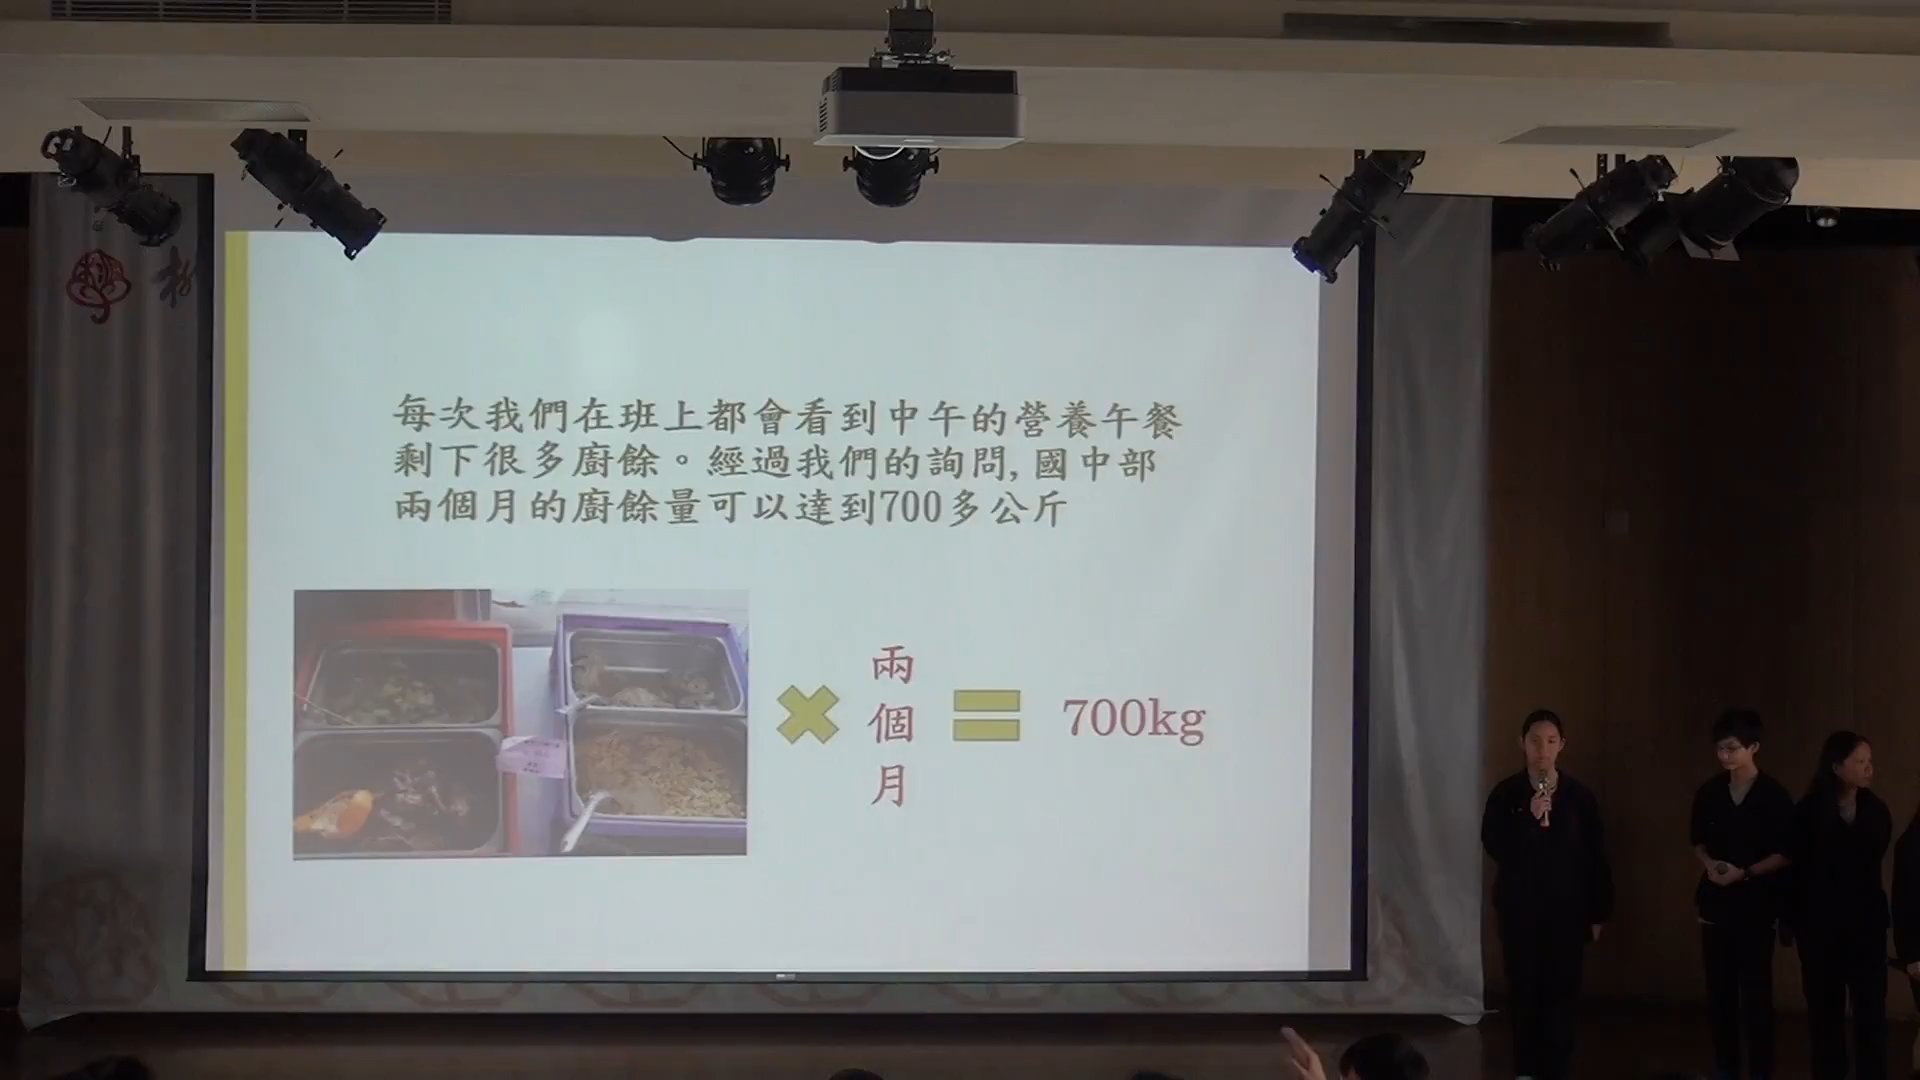 每次我們在班上都會看到中午的營養午餐
剩下很多廚餘。經過我們的詢問,國中部
兩個月的廚餘量可以達到700多公斤
兩個月
700kg